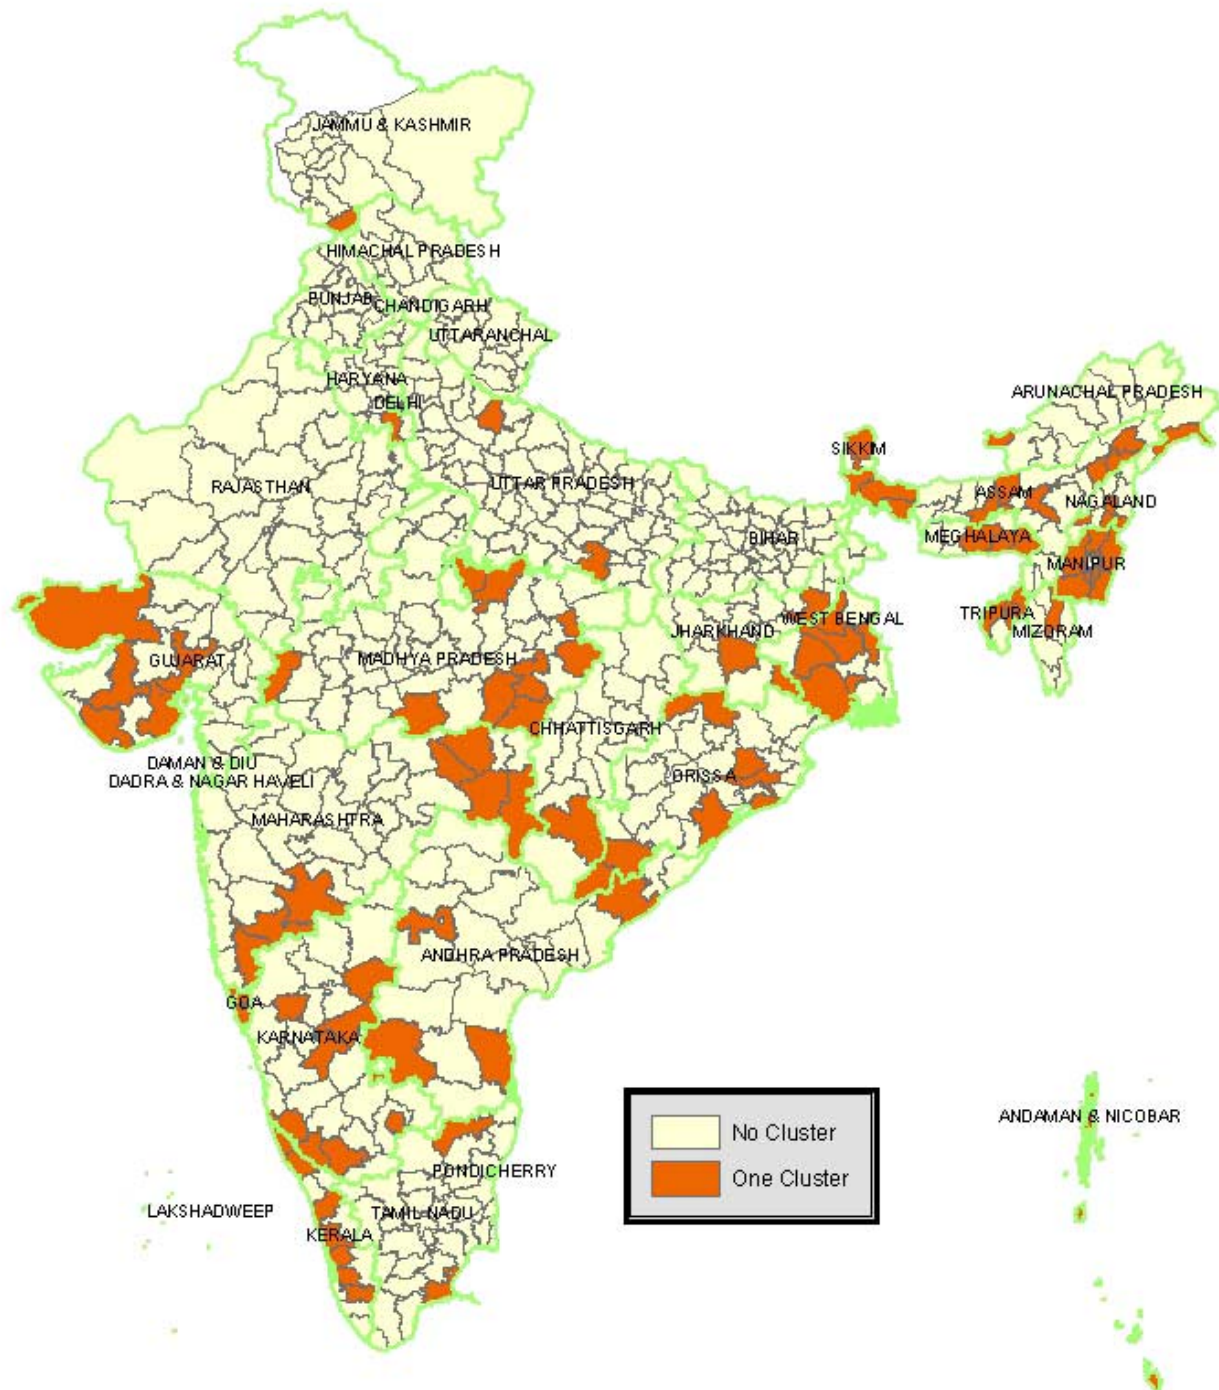 JAMMU & KASHMIR
HIMACHAL PRADESH
PUNJAB
CHANDIGARH
UTTARANCHAL
HARYANA
DELHI
ARUNACHAL PRADESH
SIKKIM
RAJASTHAN
UTTAR PRADESH
ASSAM
NAGALAND
BIHAR
MEGHALAYA
MANIPUR
TRIPURA
MIZORAM
WEST BENGAL
JHARKHAND
GUJARAT
MADHYA PRADESH
CHHATTISGARH
DAMAN & DIU
DADRA & NAGAR HAVELI
ORISSA
MAHARASHTRA
ANDHRA PRADESH
GOA
KARNATAKA
ANDAMAN & NICOBAR
No Cluster
One Cluster
PONDICHERRY
LAKSHADWEEP
TAMIL NADU
KERALA